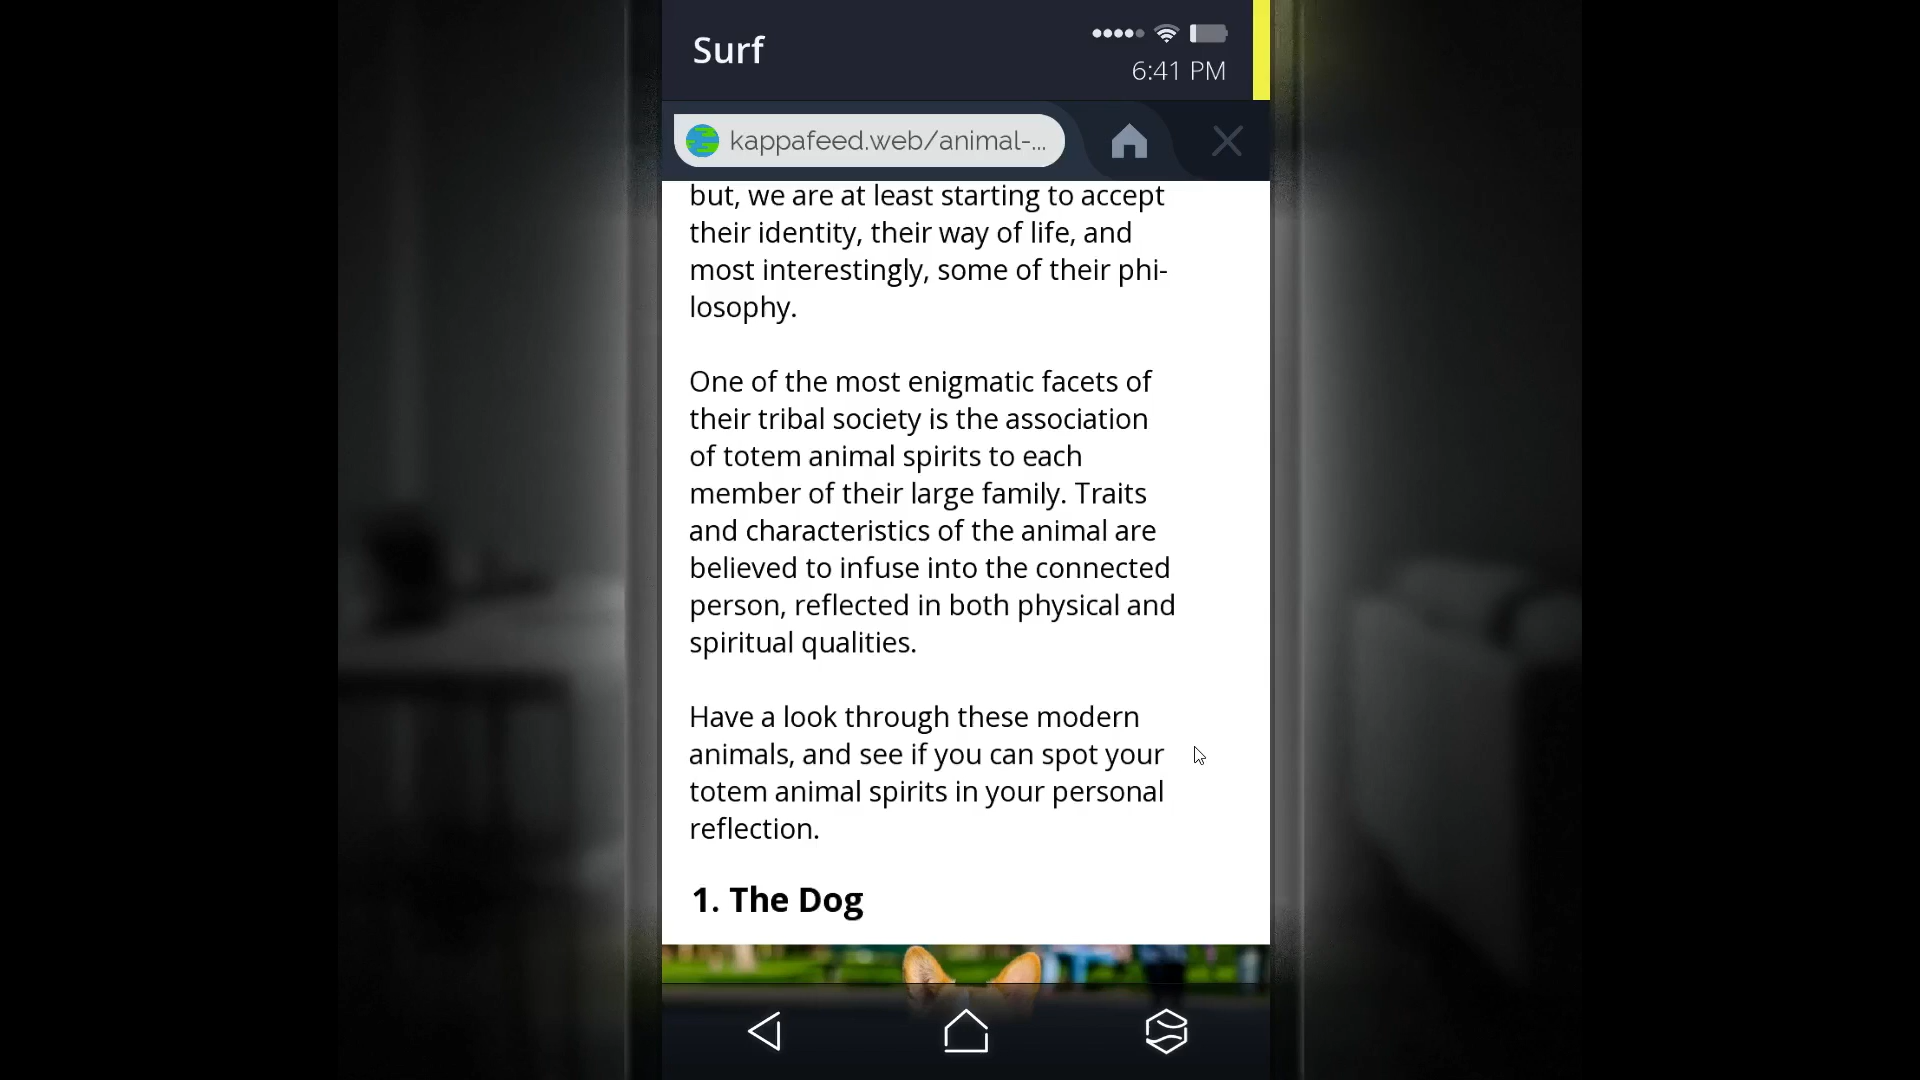 Surf
6:41 PM
kappafeed.web/animal-...
but, we are at least starting to accept
their identity, their way of life, and
most interestingly, some of their phi-
losophy.
One of the most enigmatic facets of
their tribal society is the association
of totem animal spirits to each
member of their large family. Traits
and characteristics of the animal are
believed to infuse into the connected
person, reflected in both physical and
spiritual qualities.
Have a look through these modern
animals, and see if you can spot your
totem animal spirits in your personal
reflection.
1. The Dog